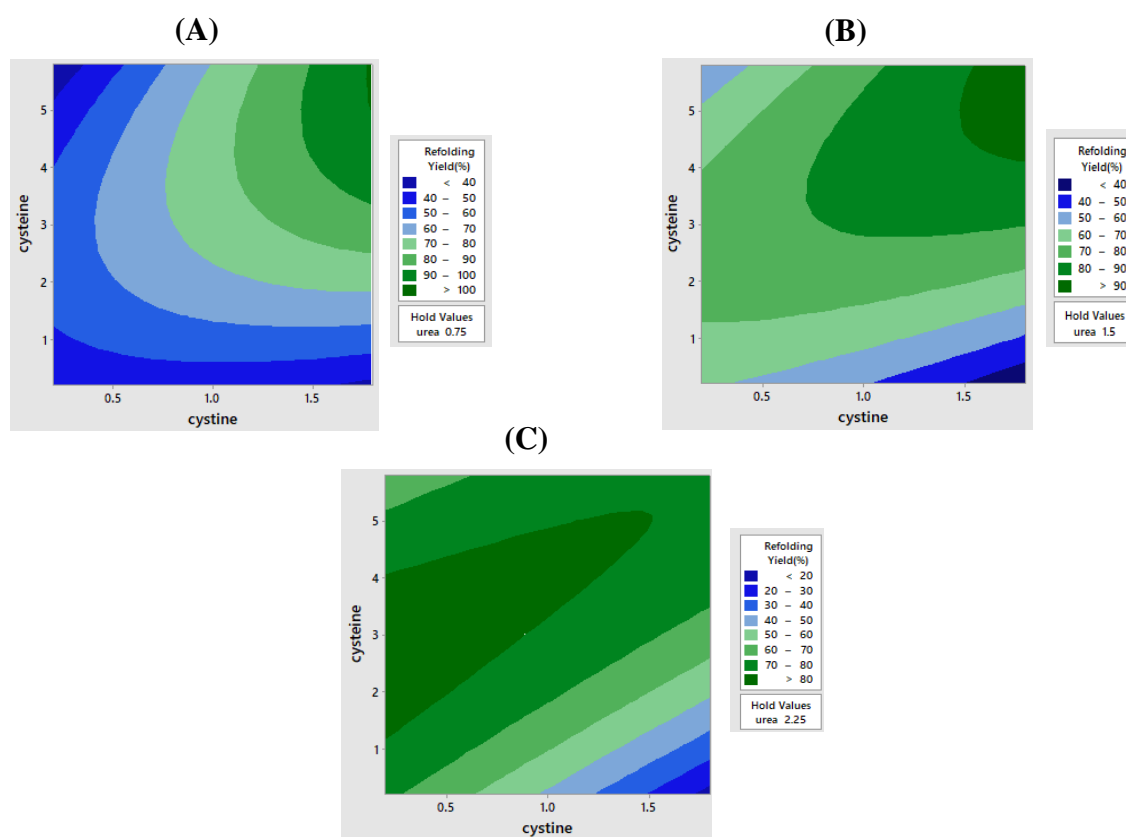 (A)
5
4
3
2
1
cysteine
0.5 1.0 1.5
cystine
Refolding
Yield(%)
< 40
40 – 50
50 – 60
60 – 70
70 – 80
80 – 90
90 – 100
> 100
Hold Values
urea 0.75
(B)
5
4
3
2
1
cysteine
0.5 1.0 1.5
cystine
Refolding
Yield(%)
< 40
40 – 50
50 – 60
60 – 70
70 – 80
80 – 90
> 90
Hold Values
urea 1.5
(C)
5
4
3
2
1
cysteine
0.5 1.0 1.5
cystine
Refolding
Yield(%)
< 20
20 – 30
30 – 40
40 – 50
50 – 60
60 – 70
70 – 80
> 80
Hold Values
urea 2.25